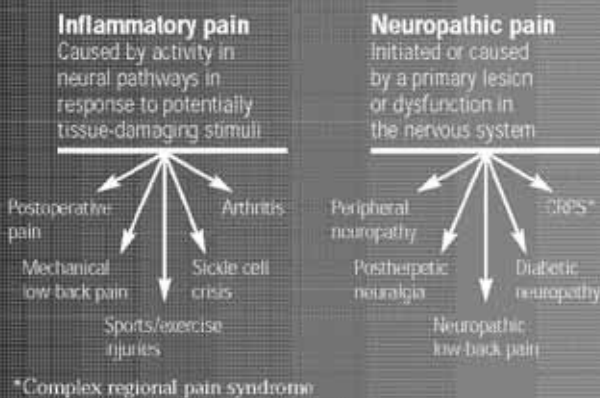 Inflammatory pain
Caused by activity in
neural pathways in
response to potentially
tissue-damaging stimuli
Postoperative
pain
Arthritis
Mechanical
low-back pain
Sickle cell
crisis
Sports/exercise
injuries
Neuropathic pain
Initiated or caused
by a primary lesion
or dysfunction in
the nervous system
Peripheral
neuropathy
CRPS*
Postherpetic
neuralgia
Diabetic
neuropathy
Neuropathic
low-back pain
*Complex regional pain syndrome